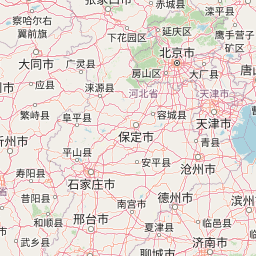 张家口市
赤城县
滦平县
察哈尔右
翼前旗
下花园区
延庆区
鹰手营子
矿区
北京市
大同市
广灵县
房山区
大厂县
唐山
应县
涞源县
河北省
天津市
繁峙县
阜平县
容城县
天津市
保定市
忻州市
青县
平山县
安平县
沧州市
寿阳县
石家庄市
昔阳县
德州市
滨州
南宫市
和顺县
邢台市
临邑县
夏津县
武乡县
聊城市
济南市